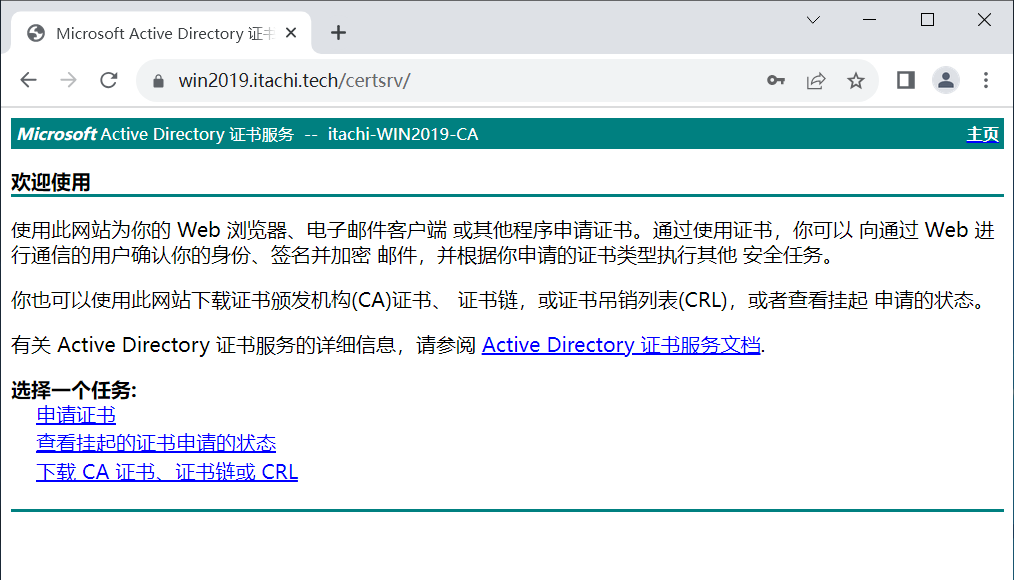 Microsoft Active Directory 证书
win2019.itachi.tech/certsrv/
Microsoft Active Directory 证书服务 -- itachi-WIN2019-CA 主页
欢迎使用
使用此网站为你的 Web 浏览器、电子邮件客户端 或其他程序申请证书。通过使用证书，你可以 向通过 Web 进
行通信的用户确认你的身份、签名并加密 邮件，并根据你申请的证书类型执行其他 安全任务。
你也可以使用此网站下载证书颁发机构(CA)证书、 证书链，或证书吊销列表(CRL)，或者查看挂起 申请的状态。
有关 Active Directory 证书服务的详细信息，请参阅 Active Directory 证书服务文档.
选择一个任务:
申请证书
查看挂起的证书申请的状态
下载 CA 证书、证书链或 CRL